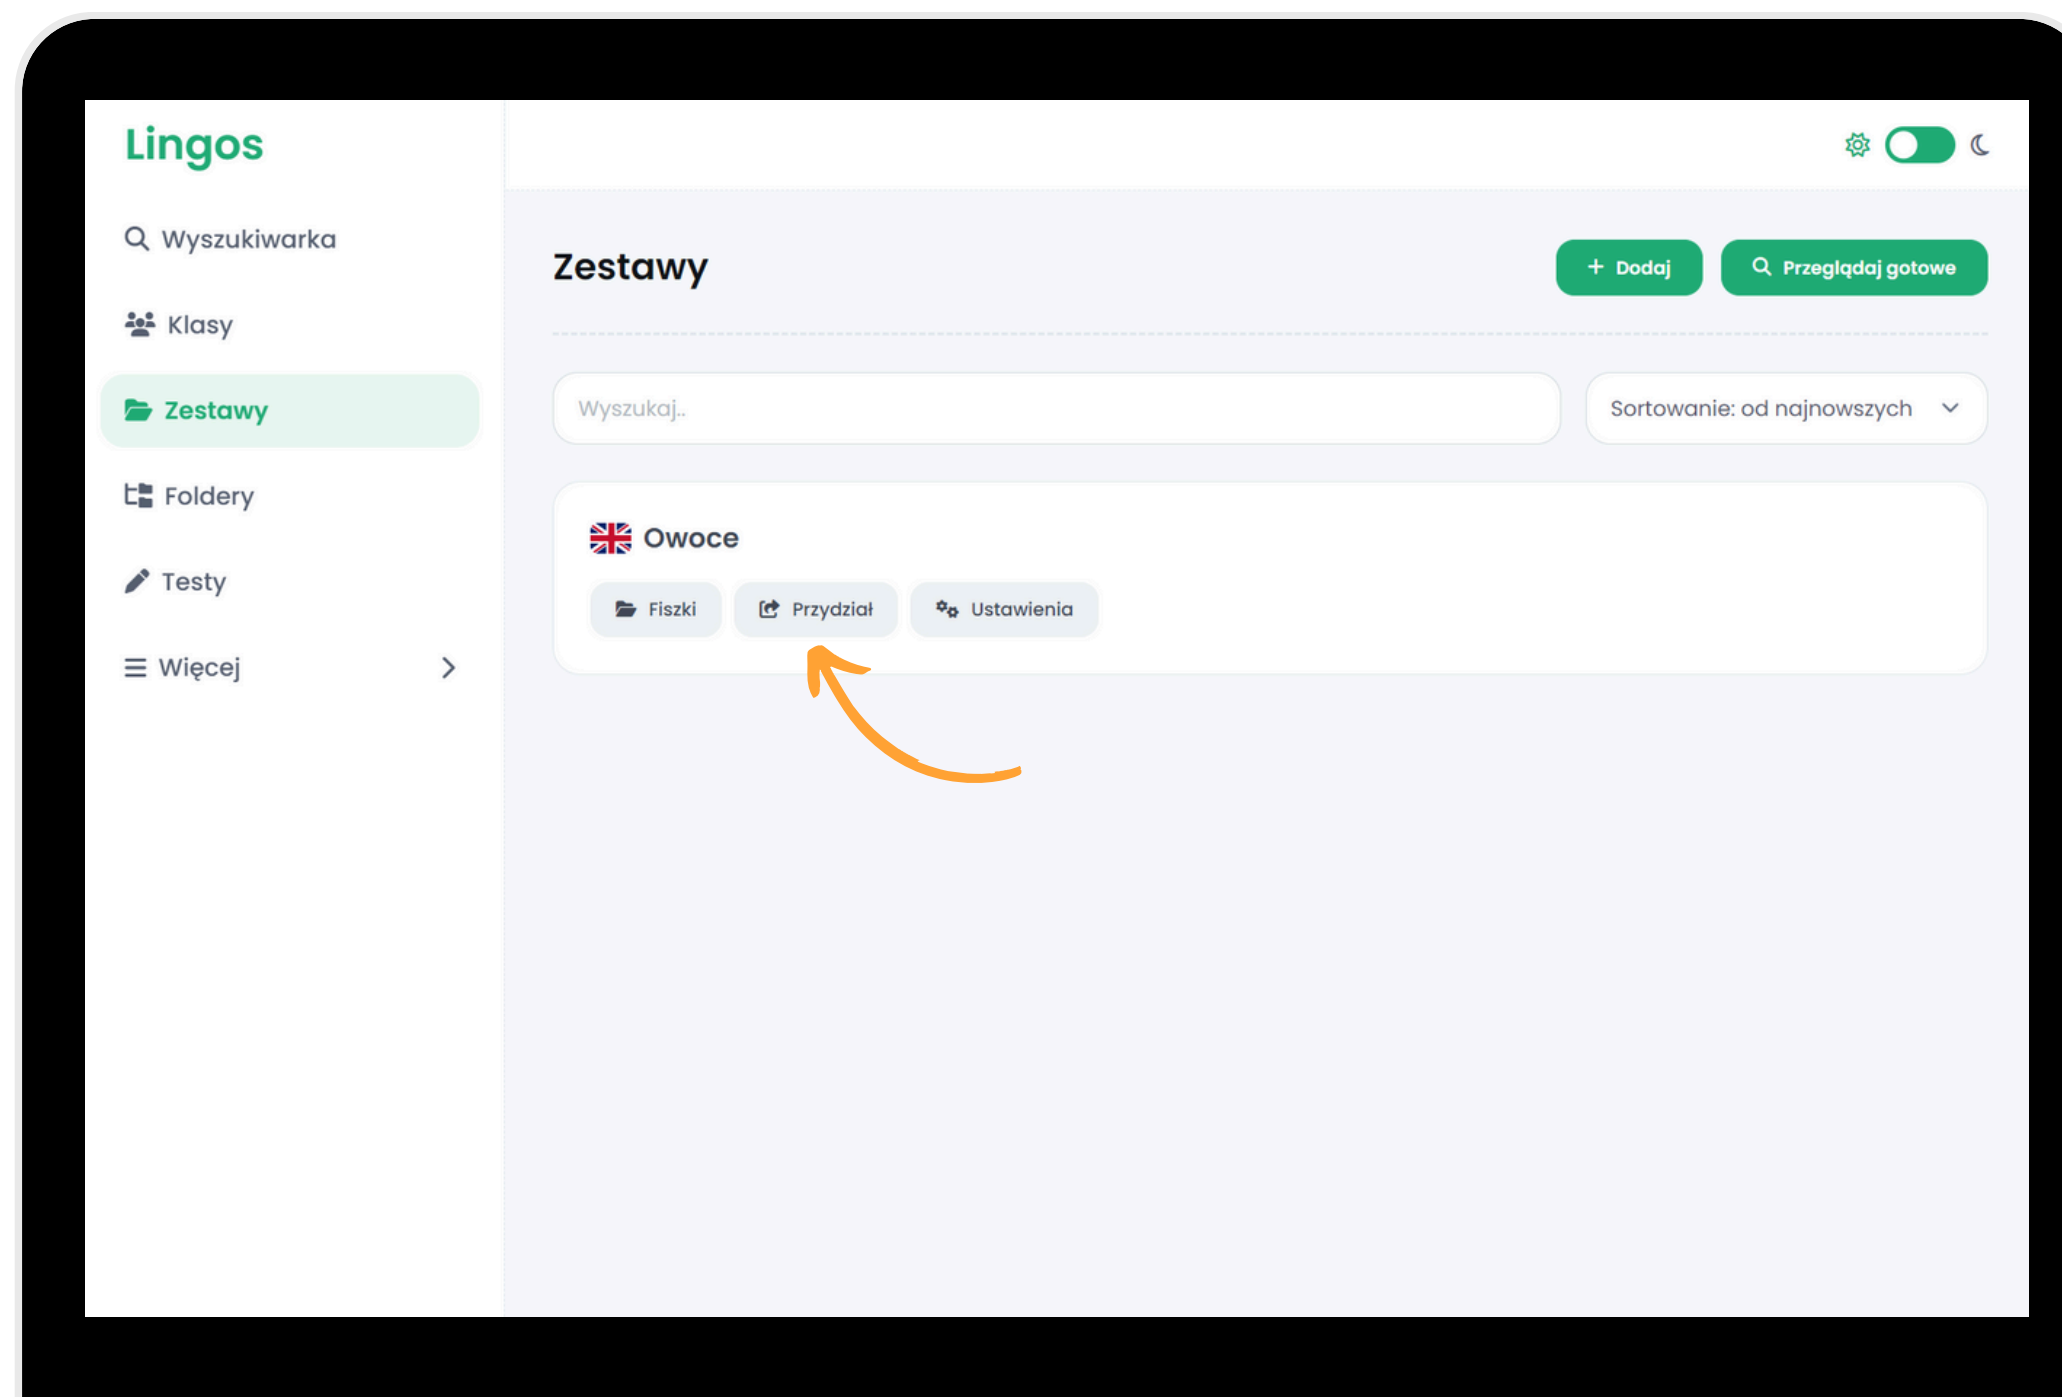 Lingos
Wyszukiwarka
Klasy
Zestawy
Foldery
Testy
Więcej
Zestawy
+ Dodaj
Przeglądaj gotowe
Wyszukaj..
Sortowanie: od najnowszych
Owoce
Fiszki
Przydział
Ustawienia